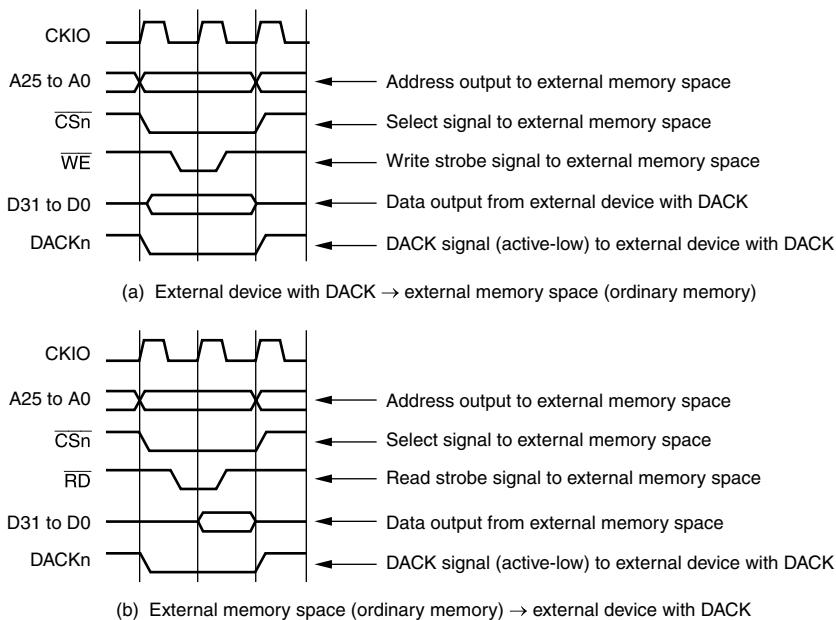 CKIO
A25 to A0 Address output to external memory space
CSn Select signal to external memory space
WE Write strobe signal to external memory space
D31 to D0 Data output from external device with DACK
DACKn DACK signal (active-low) to external device with DACK
(a) External device with DACK → external memory space (ordinary memory)
CKIO
A25 to A0 Address output to external memory space
CSn Select signal to external memory space
RD Read strobe signal to external memory space
D31 to D0 Data output from external memory space
DACKn DACK signal (active-low) to external device with DACK
(b) External memory space (ordinary memory) → external device with DACK